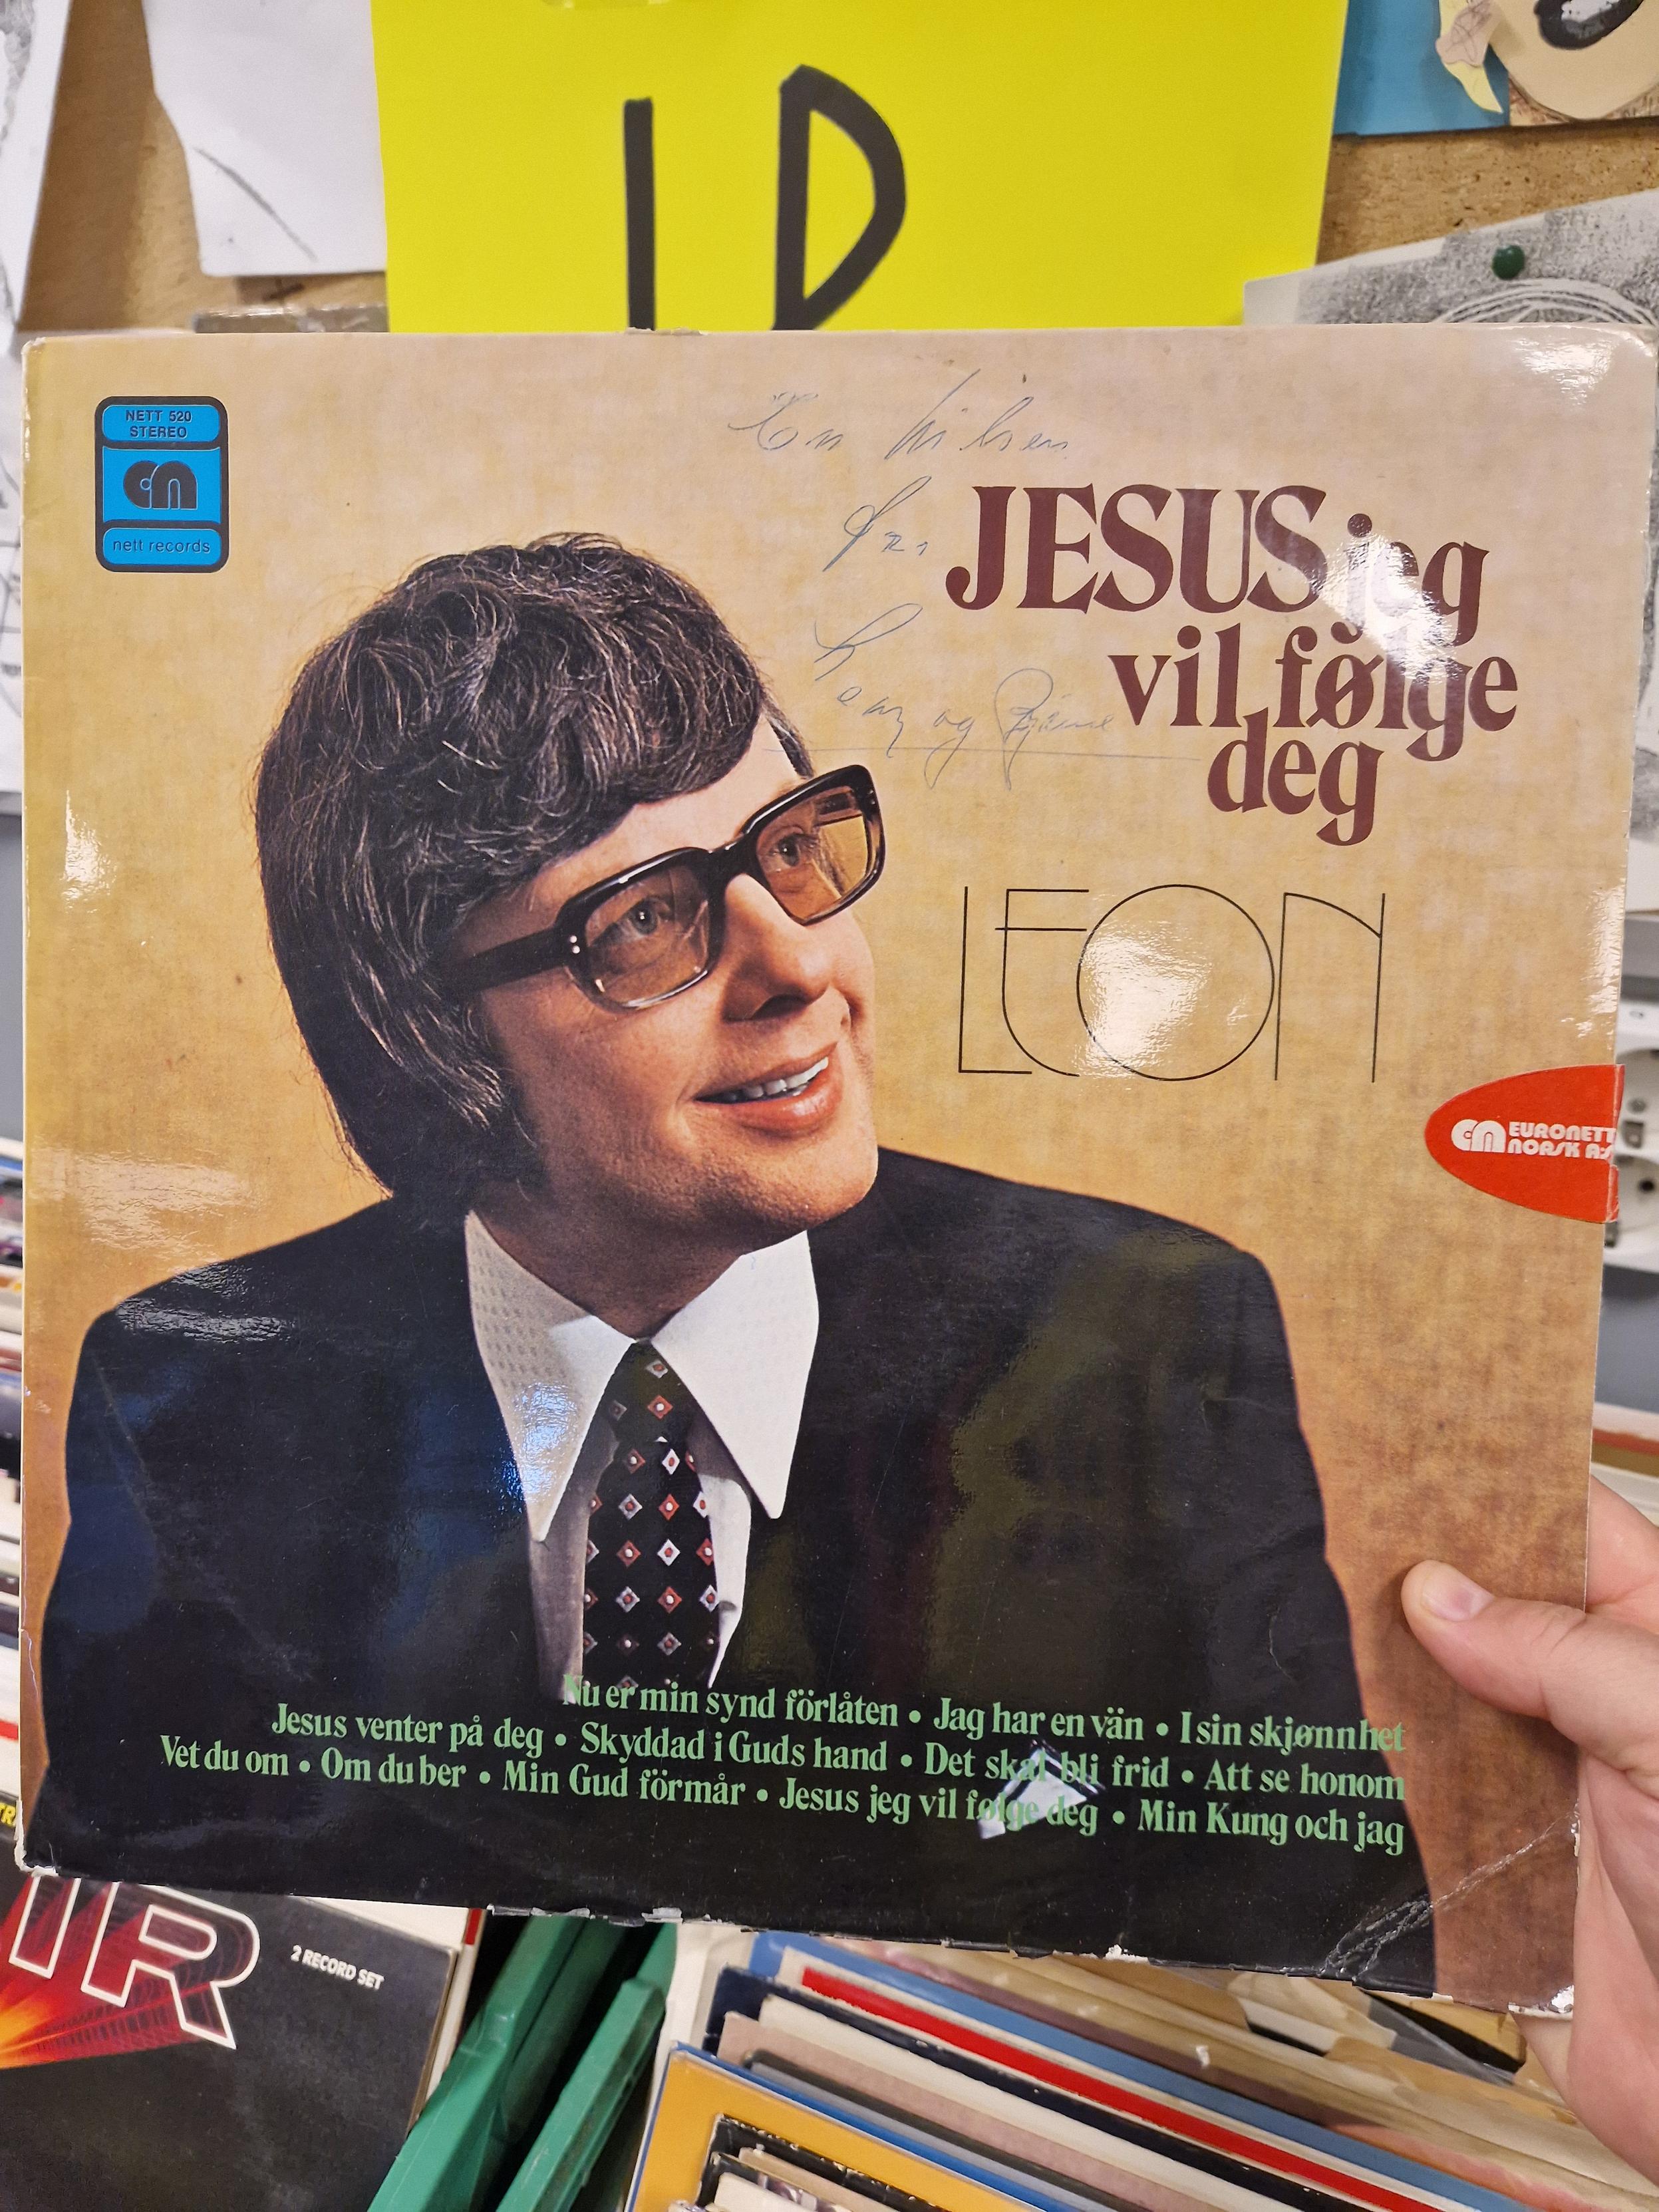 LP
NETT 520
STEREO
nett records
En hilsen
fra
og
JESUS jeg
vil følge
deg
LEON
EURONETT
NORSK A/S
Nu er min synd förlåten • Jag har en vän • I sin skjønnhet
Jesus venter på deg • Skyddad i Guds hand • Det skal bli frid • Att se honom
Vet du om • Om du ber • Min Gud förmår • Jesus jeg vil følge deg • Min Kung och jag
2 RECORD SET